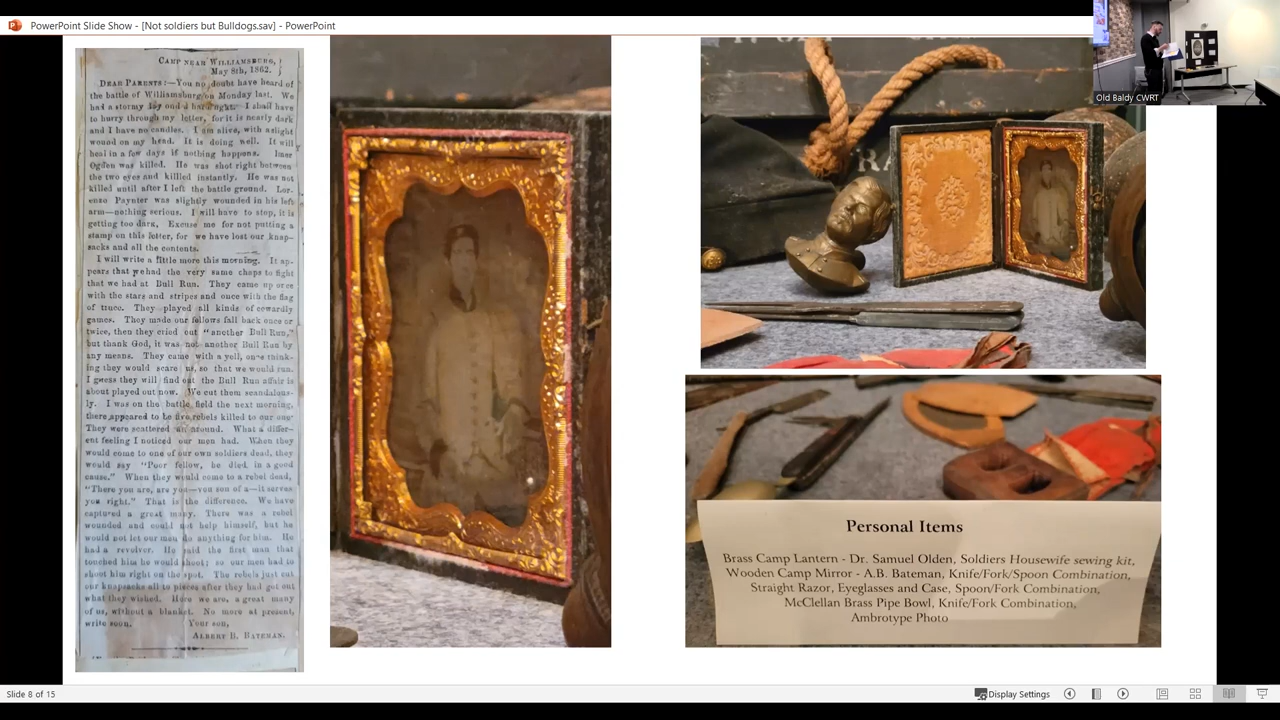 PowerPoint Slide Show - [Not soldiers but Bulldogs.sav] - PowerPoint
Old Baldy CWRT
CAMP NEAR WILLIAMSBURG,
May 8th, 1862.
DEAR PARENTS:—You no doubt have heard of
the battle of Williamsburg on Monday last. We
had a stormy day and a hard night. I shall have
to hurry through my letter, for it is nearly dark
and I have no candles. I am alive, with a slight
wound on my head. It is doing well. It will
heal in a few days if nothing happens.
Ogden was killed. He was shot right between
the two eyes and killed instantly. He was not
killed until after I left the battle ground. Lor-
enzo Paynter was slightly wounded in his left
arm—nothing serious. I will have to stop, it is
getting too dark, Excuse me for not putting a
stamp on this letter, for we have lost our knap-
sacks and all the contents.
I will write a little more this morning. It ap-
pears that we had the very same chaps to fight
that we had at Bull Run. They came up once
with the stars and stripes and once with the flag
of truce. They played all kinds of cowardly
games. They made our fellows fall back once or
twice, then they cried out "another Bull Run,"
but thank God, it was not another Bull Run by
any means. They came with a yell, once think-
ing they would scare us, so that we would run.
I guess they will find out the Bull Run affair is
about played out now. We cut them scandalous-
ly. I was on the battle field the next morning,
there appeared to be five rebels killed to our one
They were scattered all around. What a differ-
ent feeling I noticed our men had. When they
would come to one of our own soldiers dead, they
would say "Poor fellow, he died in a good
cause." When they would come to a rebel dead,
"There you are, are you—you son of a—it serves
you right." That is the difference. We have
captured a great many. There was a rebel
wounded and could not help himself, but he
would not let our men do anything for him. He
had a revolver. He said the first man that
touched him he would shoot; so our men had to
shoot him right on the spot. The rebels just cut
our knapsacks all to pieces after they had got out
what they wished. Here we are, a great many
of us, without a blanket. No more at present,
write soon. Your son,
ALBERT B. BATEMAN.
Personal Items
Brass Camp Lantern - Dr. Samuel Olden, Soldiers Housewife sewing kit,
Wooden Camp Mirror - A.B. Bateman, Knife/Fork/Spoon Combination,
Straight Razor, Eyeglasses and Case, Spoon/Fork Combination,
McClellan Brass Pipe Bowl, Knife/Fork Combination,
Ambrotype Photo
Slide 8 of 15
Display Settings